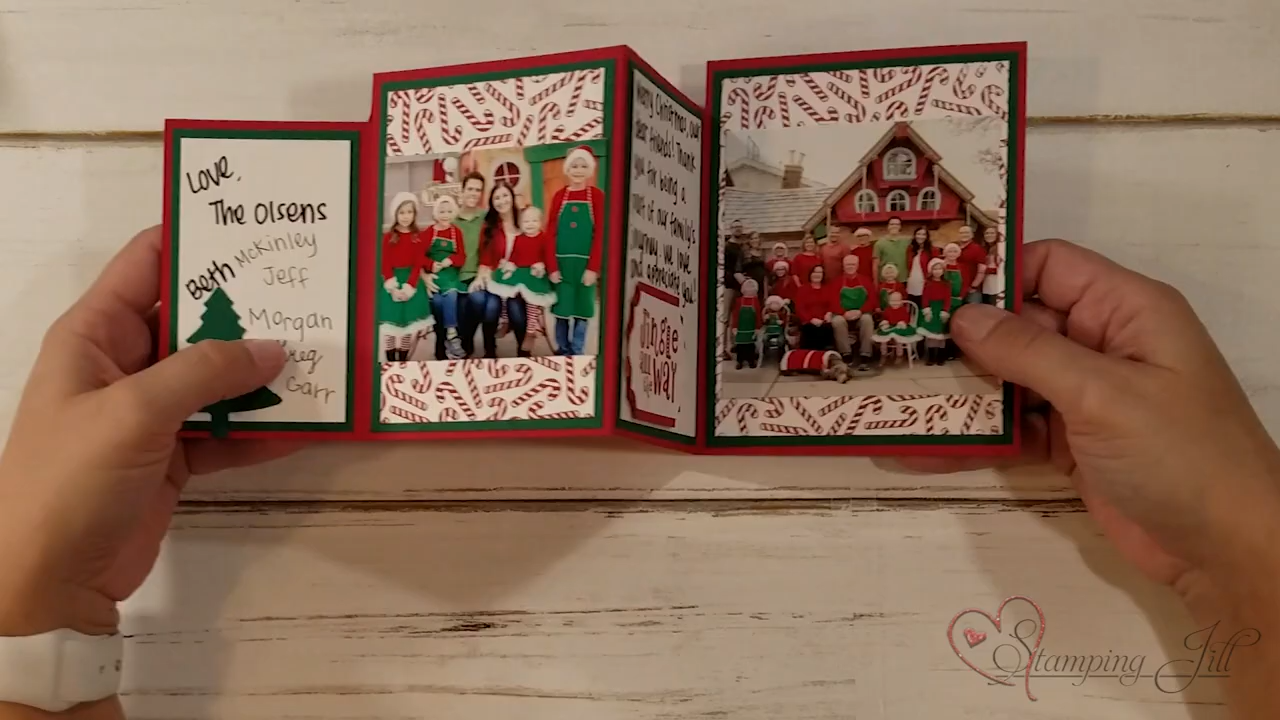 Love,
The Olsens
McKinley
Beth
Jeff
Morgan
Greg
Garr
Merry Christmas, our
dear friends! Thank
you for being a
part of our family's
journey. We love
and appreciate you!
Jingle
all
the
WAY
Stamping Jill